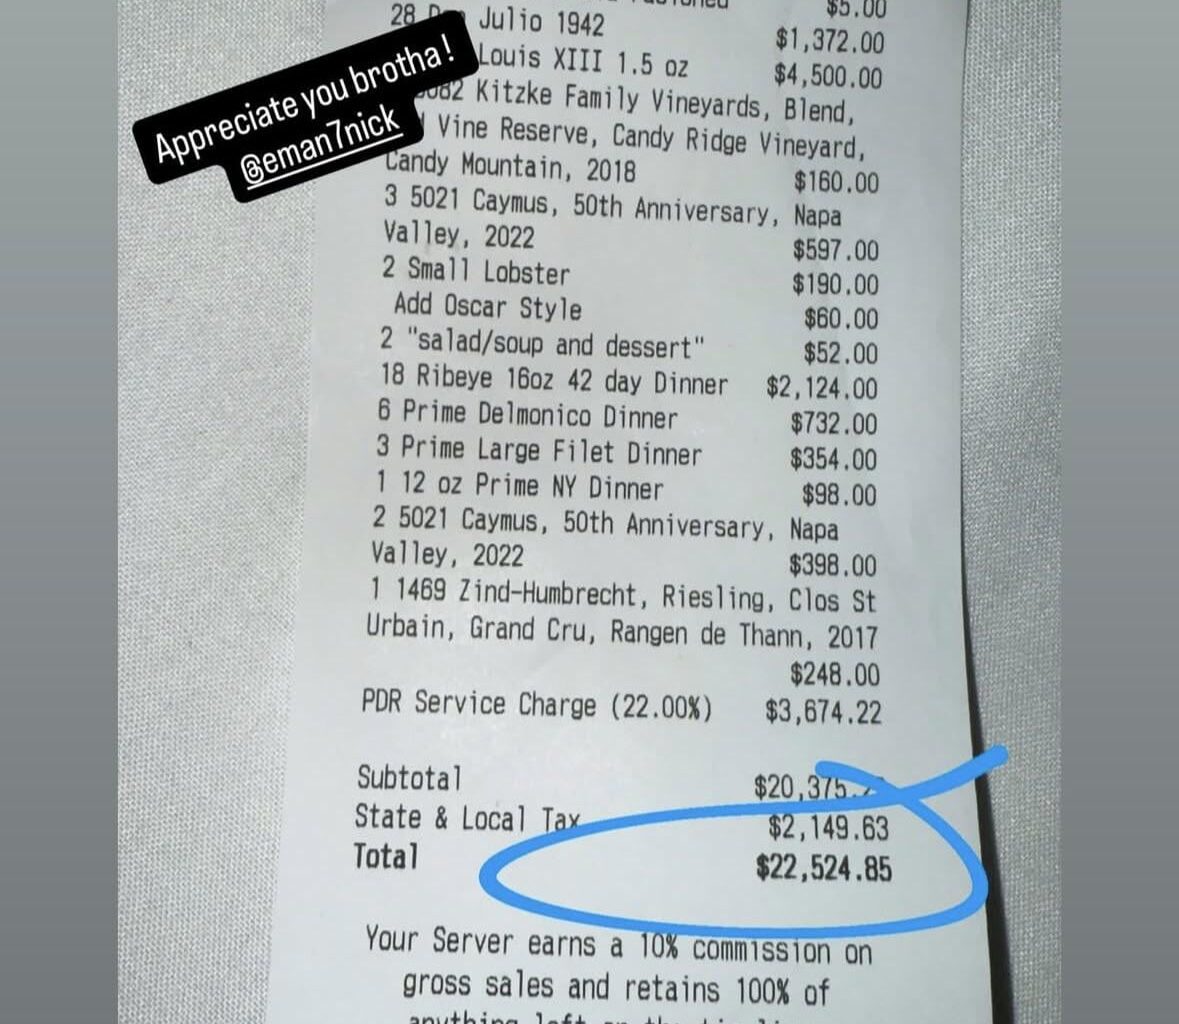 $5.00
28 Julio 1942 $1,372.00
Louis XIII 1.5 oz $4,500.00
Kitzke Family Vineyards, Blend,
Vine Reserve, Candy Ridge Vineyard,
Candy Mountain, 2018 $160.00
3 5021 Caymus, 50th Anniversary, Napa
Valley, 2022 $597.00
2 Small Lobster $190.00
Add Oscar Style $60.00
2 "salad/soup and dessert" $52.00
18 Ribeye 16oz 42 day Dinner $2,124.00
6 Prime Delmonico Dinner $732.00
3 Prime Large Filet Dinner $354.00
1 12 oz Prime NY Dinner $98.00
2 5021 Caymus, 50th Anniversary, Napa
Valley, 2022 $398.00
1 1469 Zind-Humbrecht, Riesling, Clos St
Urbain, Grand Cru, Rangen de Thann, 2017
$248.00
PDR Service Charge (22.00%) $3,674.22
Subtotal
State & Local Tax $2,149.63
Total $22,524.85
Your Server earns a 10% commission on
gross sales and retains 100% of
Appreciate you brotha!
@eman7nick